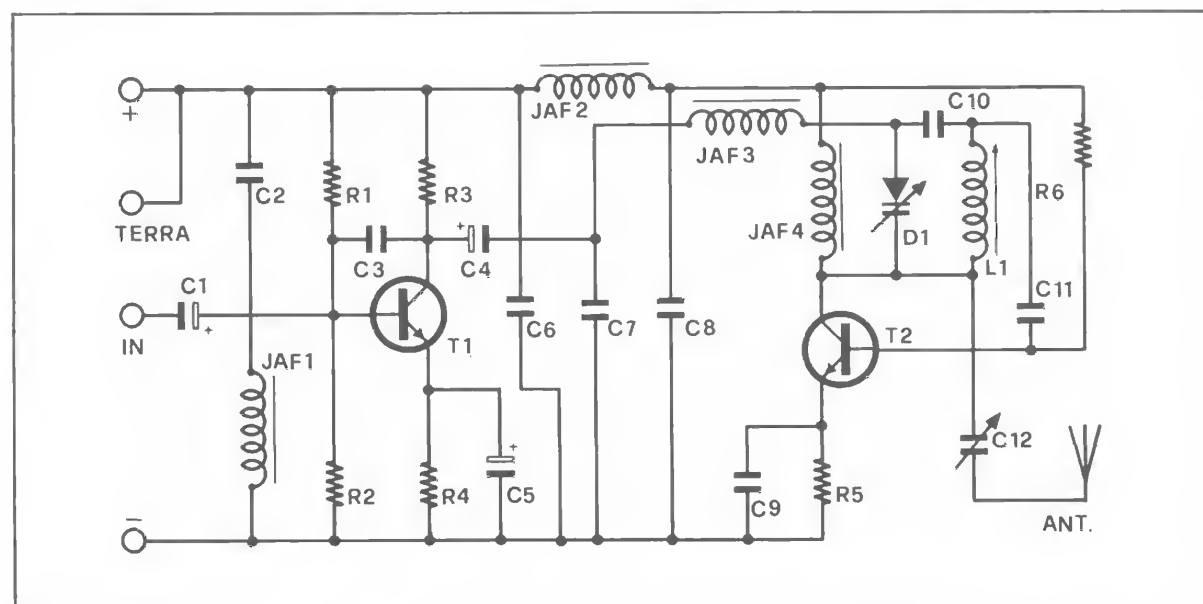 +
JAF2
C10
JAF3
C2
R1
R3
R6
TERRA
JAF4
D1
+
C3
C4
L1
C1
C11
+
IN
C6
C7
C8
T2
T1
JAF1
C12
+
R2
R4
C5
C9
R5
−
ANT.